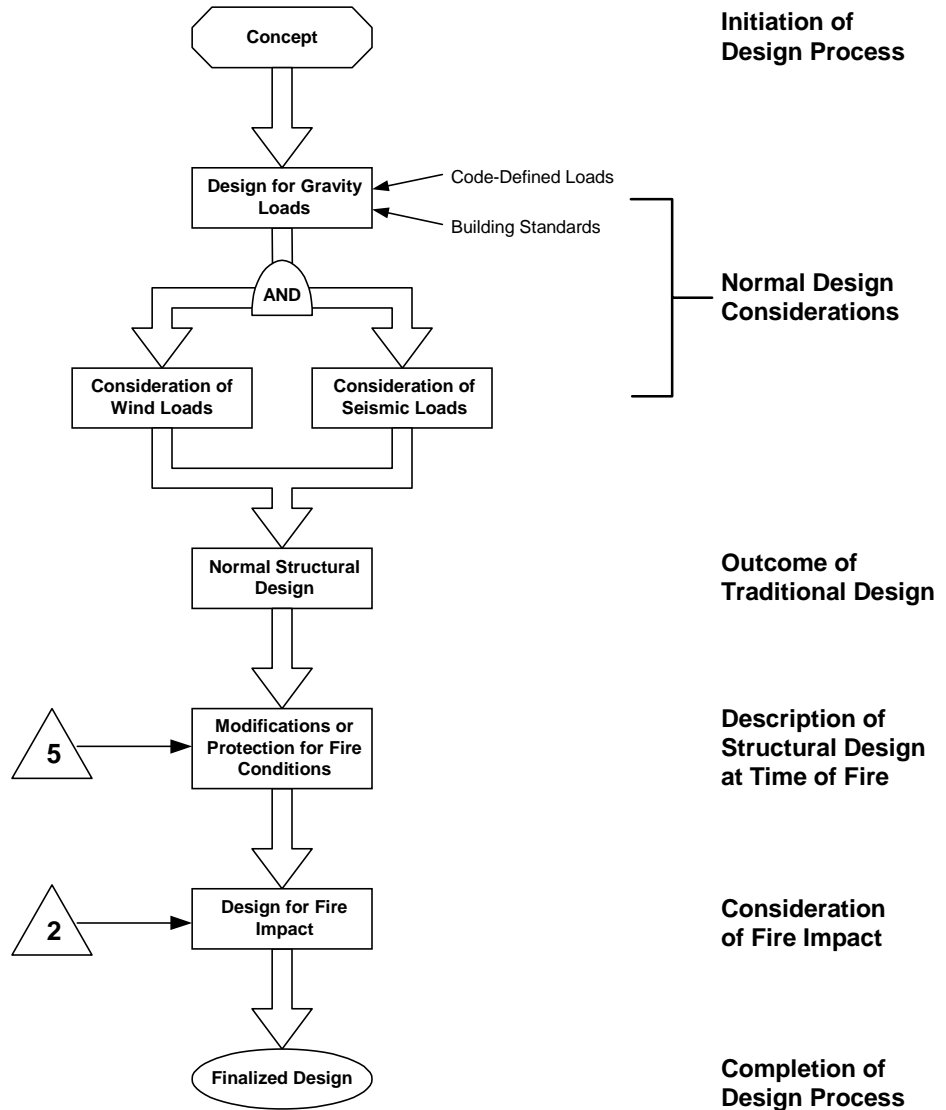 Concept
Initiation of
Design Process
Design for Gravity
Loads
Code-Defined Loads
Building Standards
AND
Normal Design
Considerations
Consideration of
Wind Loads
Consideration of
Seismic Loads
Normal Structural
Design
Outcome of
Traditional Design
5
Modifications or
Protection for Fire
Conditions
Description of
Structural Design
at Time of Fire
2
Design for Fire
Impact
Consideration
of Fire Impact
Finalized Design
Completion of
Design Process